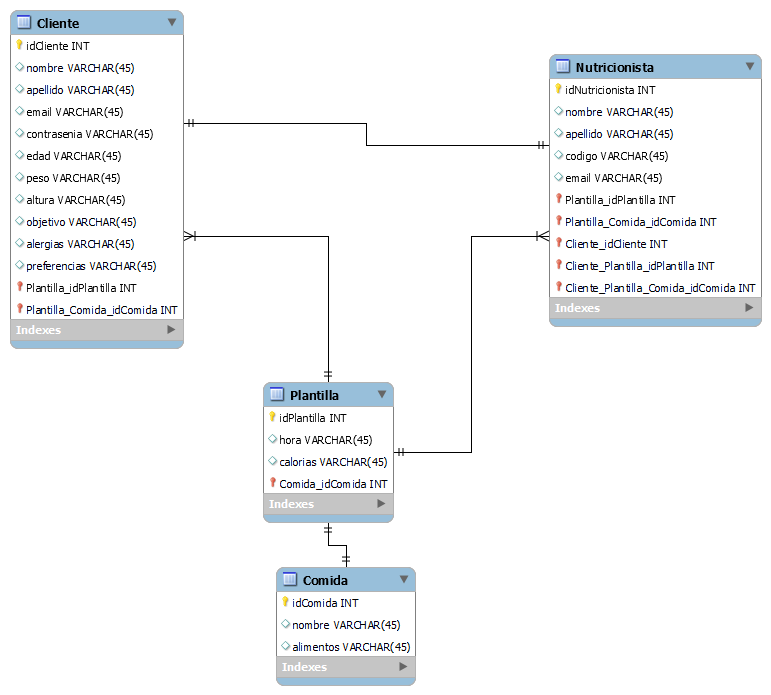 Cliente
idCliente INT
nombre VARCHAR(45)
apellido VARCHAR(45)
email VARCHAR(45)
contrasenia VARCHAR(45)
edad VARCHAR(45)
peso VARCHAR(45)
altura VARCHAR(45)
objetivo VARCHAR(45)
alergias VARCHAR(45)
preferencias VARCHAR(45)
Plantilla_idPlantilla INT
Plantilla_Comida_idComida INT
Indexes
Nutricionista
idNutricionista INT
nombre VARCHAR(45)
apellido VARCHAR(45)
codigo VARCHAR(45)
email VARCHAR(45)
Plantilla_idPlantilla INT
Plantilla_Comida_idComida INT
Cliente_idCliente INT
Cliente_Plantilla_idPlantilla INT
Cliente_Plantilla_Comida_idComida INT
Indexes
Plantilla
idPlantilla INT
hora VARCHAR(45)
calorias VARCHAR(45)
Comida_idComida INT
Indexes
Comida
idComida INT
nombre VARCHAR(45)
alimentos VARCHAR(45)
Indexes